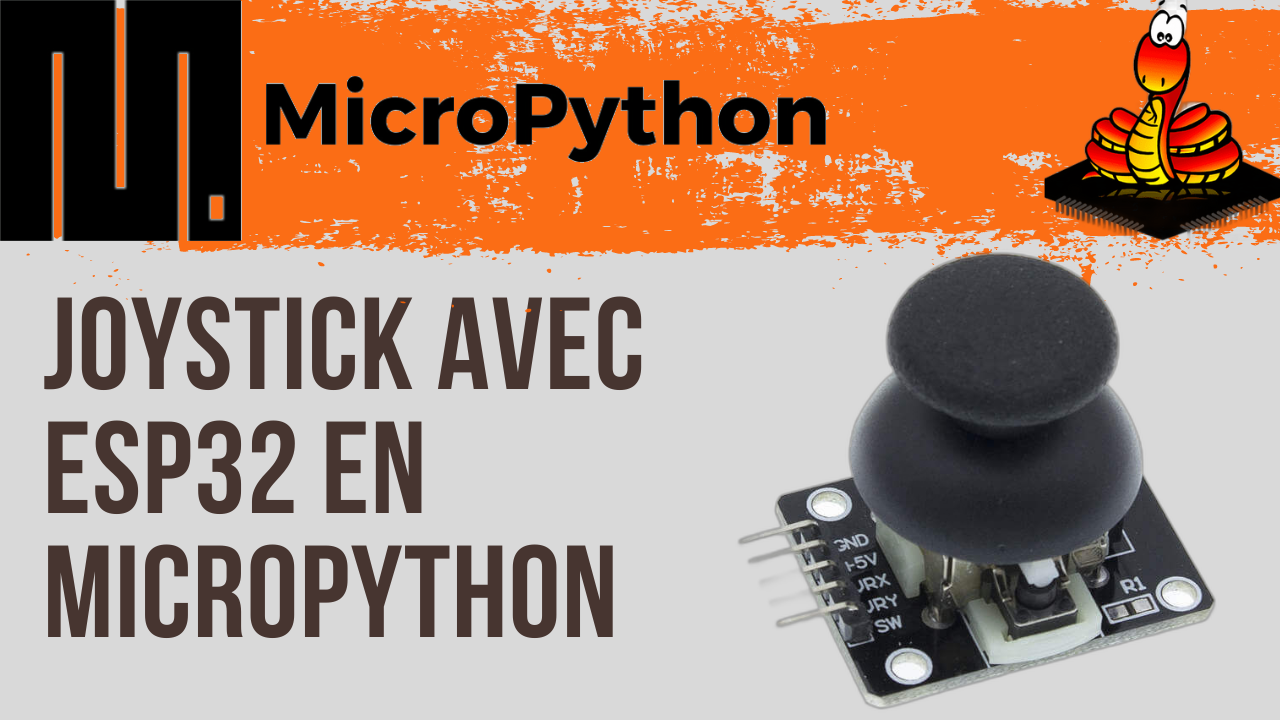 MicroPython
JOYSTICK AVEC
ESP32 EN
MICROPYTHON
GND
+5V
VRX
VRY
SW
R1